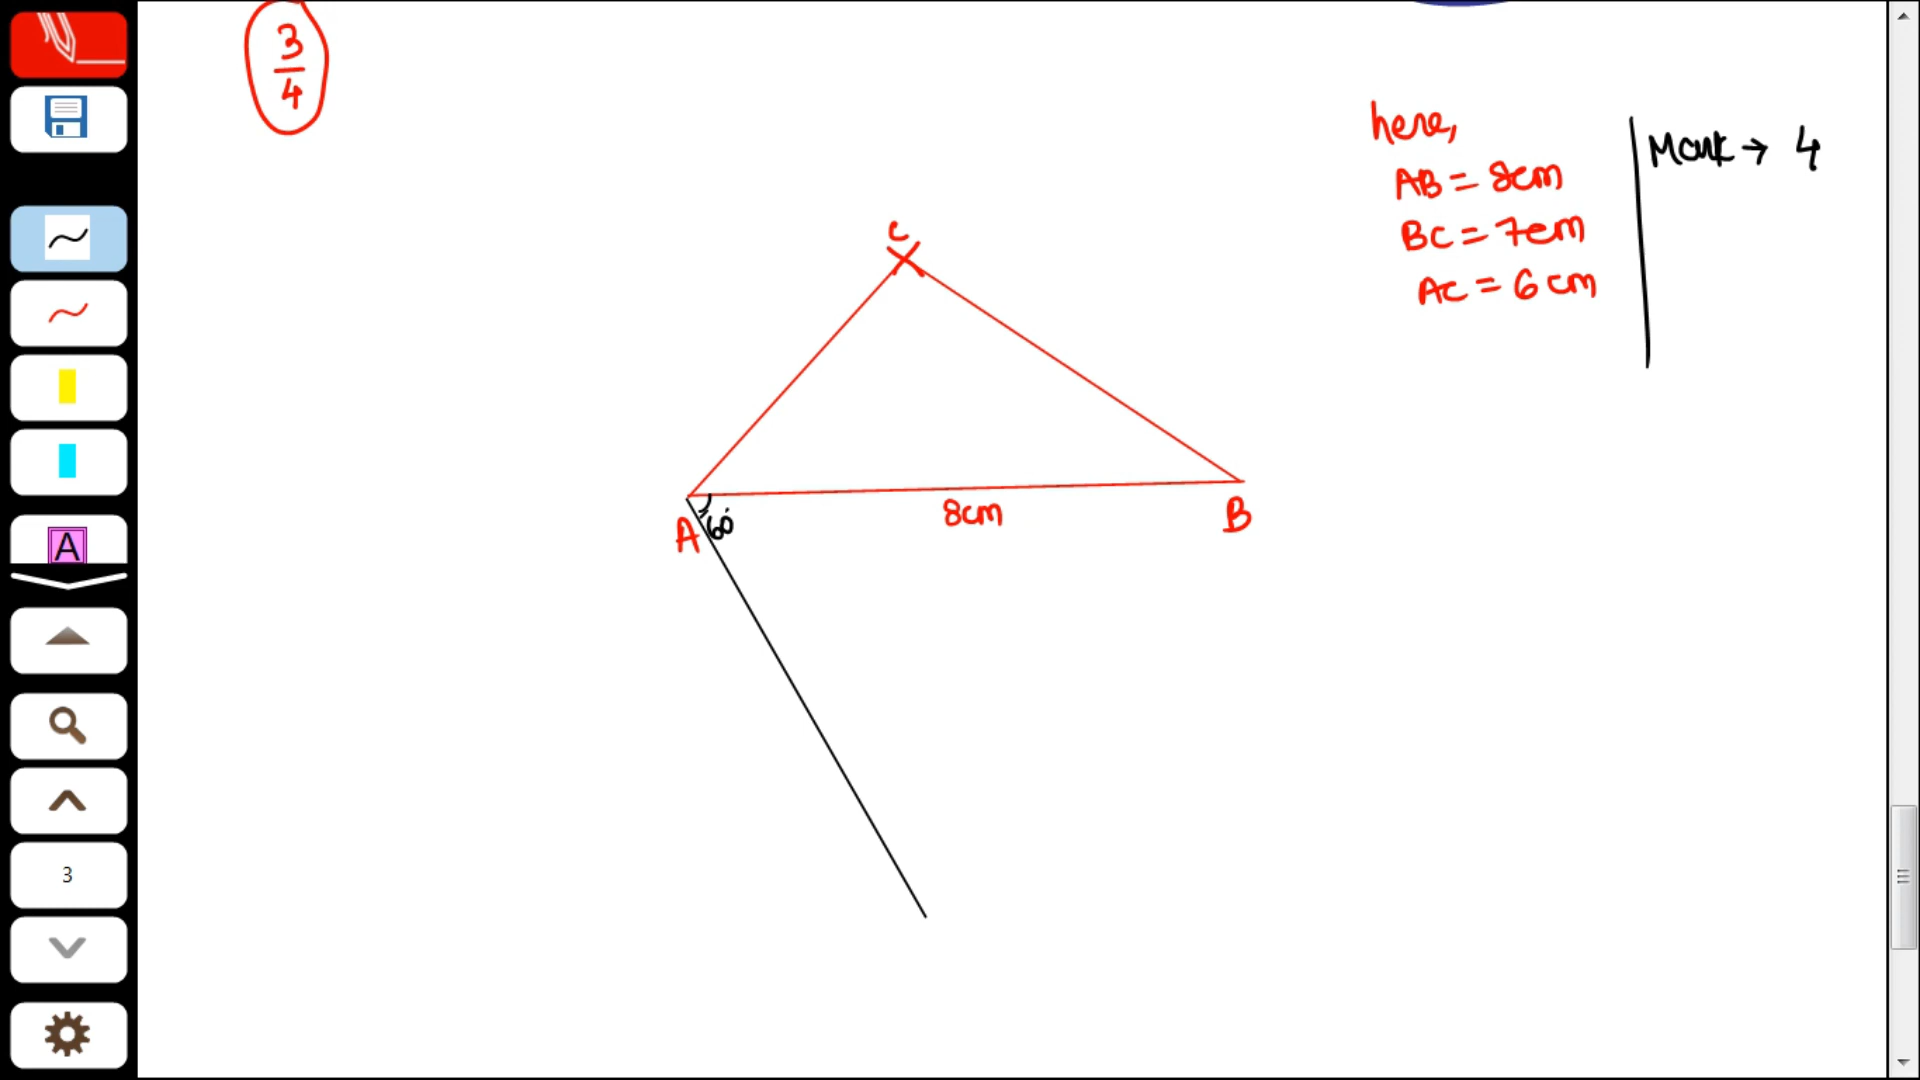 3
4
here,
AB = 8cm
BC = 7cm
AC = 6 cm
Mark → 4
C
A
60°
8cm
B
A
3